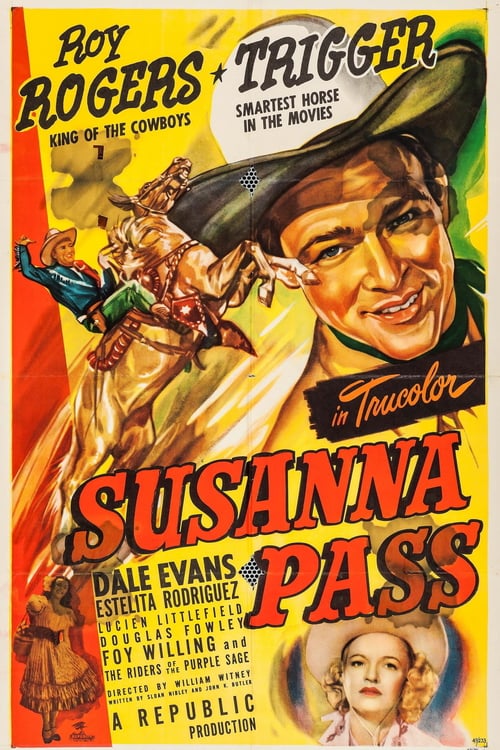 ROY
ROGERS
TRIGGER
KING OF THE COWBOYS
SMARTEST HORSE
IN THE MOVIES
in Trucolor
SUSANNA
PASS
DALE EVANS
ESTELITA RODRIGUEZ
LUCIEN LITTLEFIELD
DOUGLAS FOWLEY
FOY WILLING and
THE RIDERS OF THE PURPLE SAGE
DIRECTED BY WILLIAM WITNEY
WRITTEN BY SLOAN NIBLEY AND JOHN K. BUTLER
A REPUBLIC
PRODUCTION
49/233